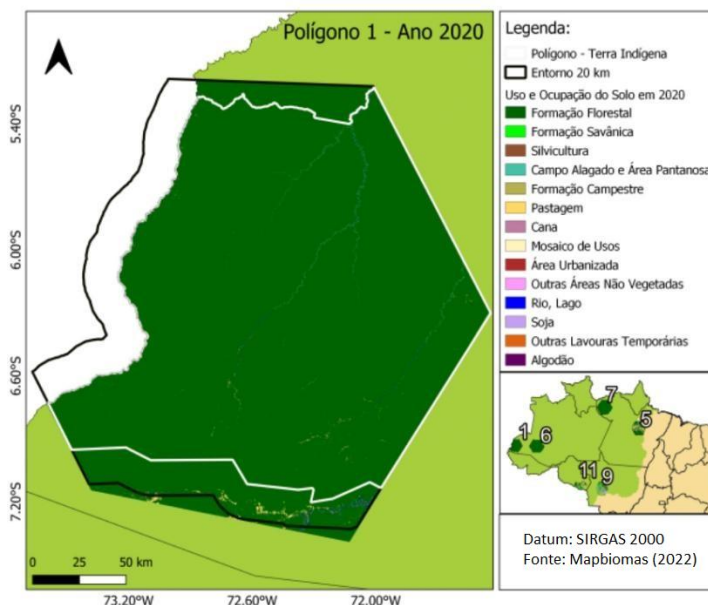 Polígono 1 - Ano 2020
5.40°S
6.00°S
6.60°S
7.20°S
0 25 50 km
73.20°W 72.60°W 72.00°W
Legenda:
Polígono - Terra Indígena
Entorno 20 km
Uso e Ocupação do Solo em 2020
Formação Florestal
Formação Savânica
Silvicultura
Campo Alagado e Área Pantanosa
Formação Campestre
Pastagem
Cana
Mosaico de Usos
Área Urbanizada
Outras Áreas Não Vegetadas
Rio, Lago
Soja
Outras Lavouras Temporárias
Algodão
7
5
1 6
11 9
Datum: SIRGAS 2000
Fonte: Mapbiomas (2022)